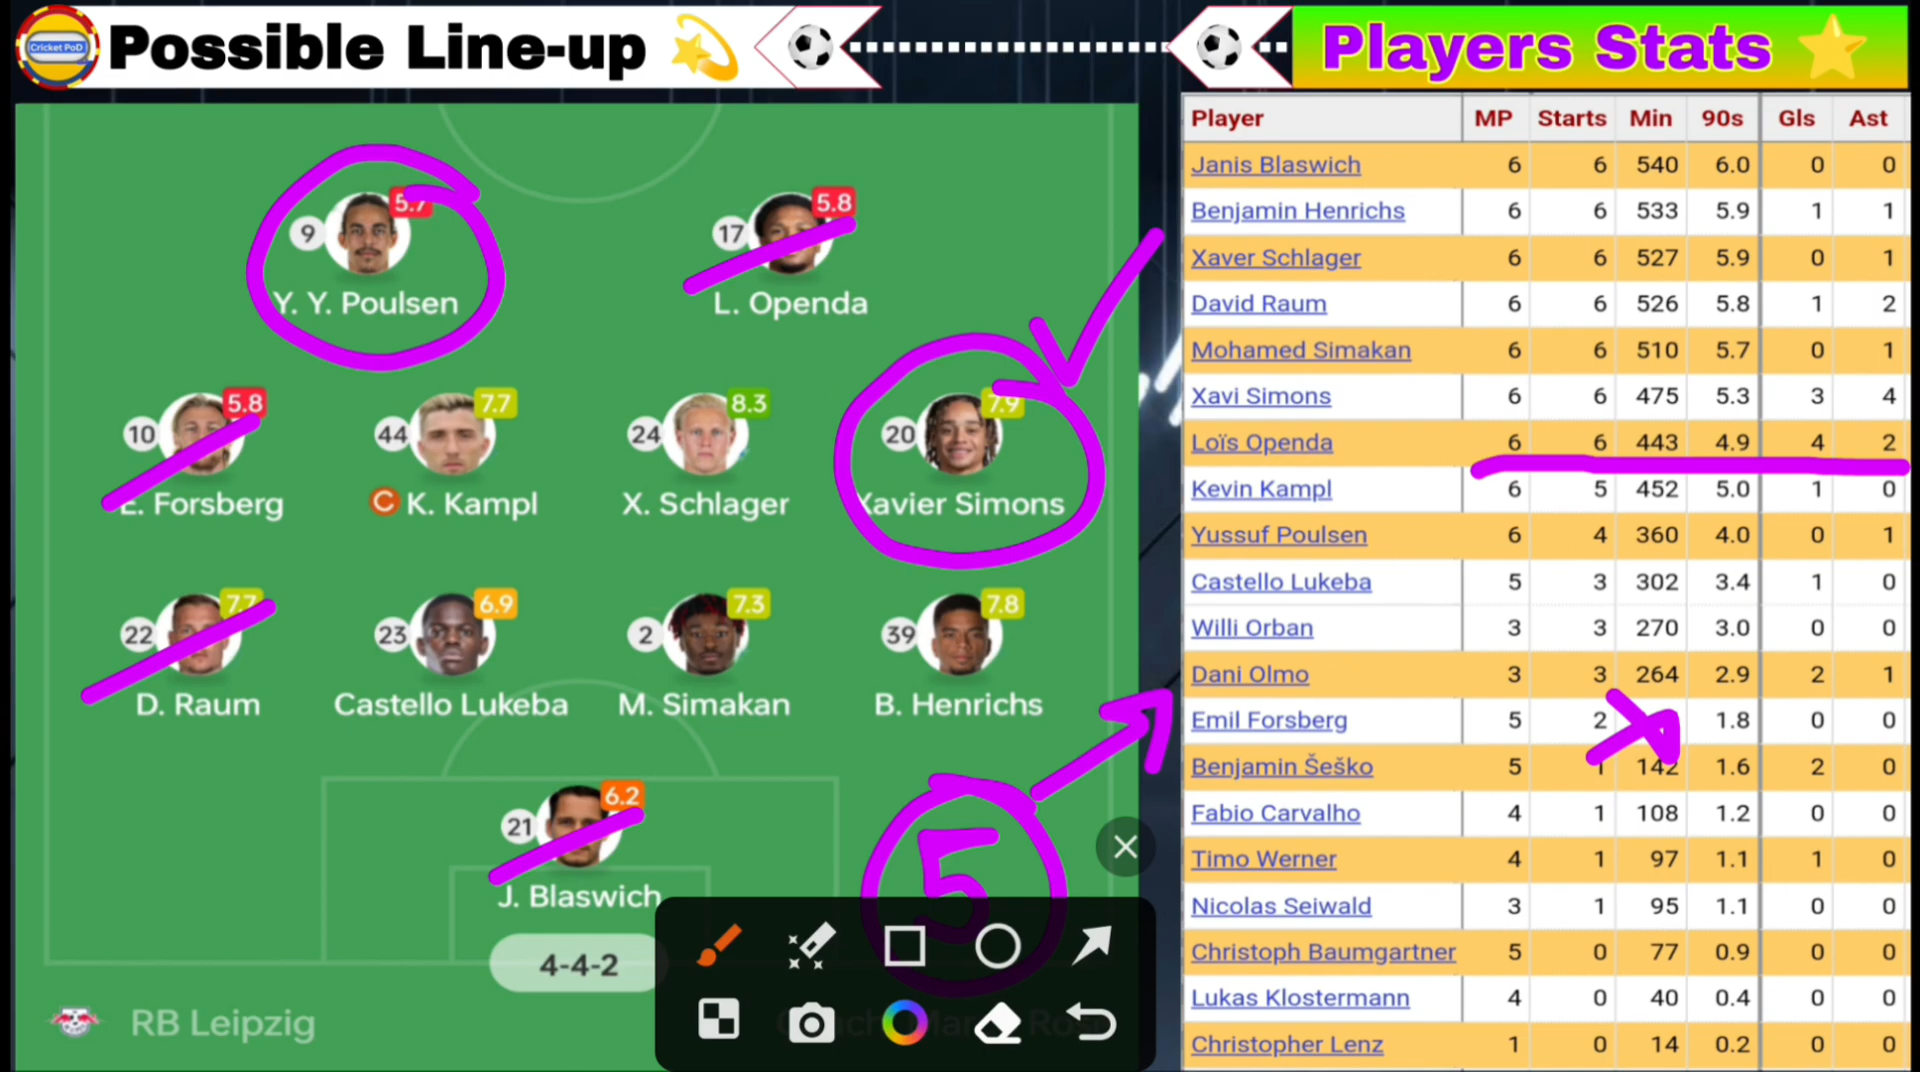 Cricket PoD
Possible Line-up
Players Stats
9 5.7
Y. Y. Poulsen
17 5.8
L. Openda
10 5.8
E. Forsberg
44 7.7
C K. Kampl
24 8.3
X. Schlager
20 7.9
Xavier Simons
22 7.7
D. Raum
23 6.9
Castello Lukeba
2 7.3
M. Simakan
39 7.8
B. Henrichs
21 6.2
J. Blaswich
5
4-4-2
RB Leipzig
Player MP Starts Min 90s Gls Ast
Janis Blaswich 6 6 540 6.0 0 0
Benjamin Henrichs 6 6 533 5.9 1 1
Xaver Schlager 6 6 527 5.9 0 1
David Raum 6 6 526 5.8 1 2
Mohamed Simakan 6 6 510 5.7 0 1
Xavi Simons 6 6 475 5.3 3 4
Loïs Openda 6 6 443 4.9 4 2
Kevin Kampl 6 5 452 5.0 1 0
Yussuf Poulsen 6 4 360 4.0 0 1
Castello Lukeba 5 3 302 3.4 1 0
Willi Orban 3 3 270 3.0 0 0
Dani Olmo 3 3 264 2.9 2 1
Emil Forsberg 5 2 1.8 0 0
Benjamin Šeško 5 1 142 1.6 2 0
Fabio Carvalho 4 1 108 1.2 0 0
Timo Werner 4 1 97 1.1 1 0
Nicolas Seiwald 3 1 95 1.1 0 0
Christoph Baumgartner 5 0 77 0.9 0 0
Lukas Klostermann 4 0 40 0.4 0 0
Christopher Lenz 1 0 14 0.2 0 0